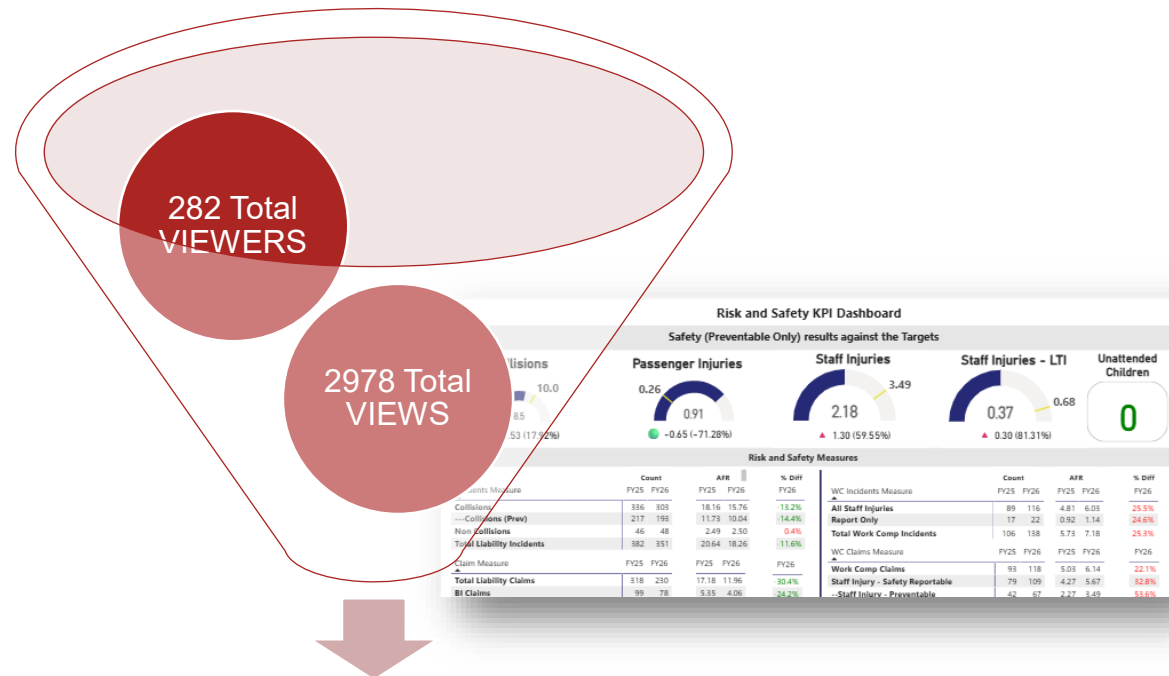 282 Total
VIEWERS
2978 Total
VIEWS
Risk and Safety KPI Dashboard
Safety (Preventable Only) results against the Targets
Passenger Injuries
0.26
0.91
-0.65 (-71.28%)
Staff Injuries
3.49
2.18
1.30 (59.55%)
Staff Injuries - LTI
0.68
0.37
0.30 (81.31%)
Unattended
Children
0
10.0
Risk and Safety Measures
Count AFR % Diff
Measure FY25 FY26 FY25 FY26 FY26
Collisions 336 303 18.16 15.76 -13.2%
---Collisions (Prev) 217 193 11.73 10.04 -14.4%
Non Collisions 46 48 2.49 2.50 0.4%
Total Liability Incidents 382 351 20.64 18.26 -11.6%
Claim Measure FY25 FY26 FY25 FY26 FY26
Total Liability Claims 318 230 17.18 11.96 -30.4%
BI Claims 99 78 5.35 4.06 -24.2%
Count AFR % Diff
WC Incidents Measure FY25 FY26 FY25 FY26 FY26
All Staff Injuries 89 116 4.81 6.03 25.5%
Report Only 17 22 0.92 1.14 24.6%
Total Work Comp Incidents 106 138 5.73 7.18 25.3%
WC Claims Measure FY25 FY26 FY25 FY26 FY26
Work Comp Claims 93 118 5.03 6.14 22.1%
Staff Injury - Safety Reportable 79 109 4.27 5.67 32.8%
--Staff Injury - Preventable 42 67 2.27 3.49 53.6%